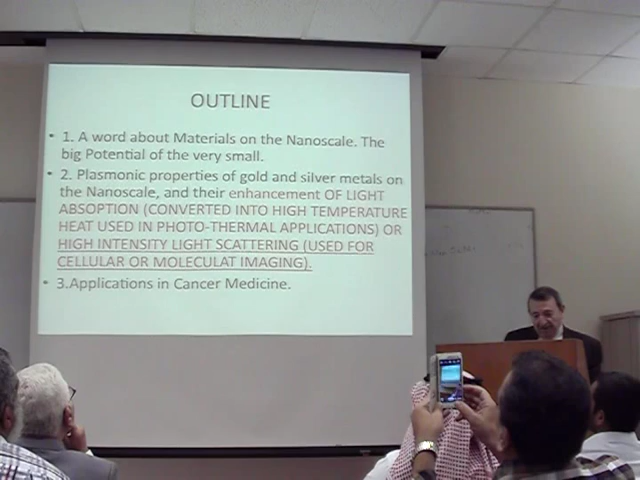 OUTLINE
• 1. A word about Materials on the Nanoscale. The
big Potential of the very small.
• 2. Plasmonic properties of gold and silver metals on
the Nanoscale, and their enhancement OF LIGHT
ABSOPTION (CONVERTED INTO HIGH TEMPERATURE
HEAT USED IN PHOTO-THERMAL APPLICATIONS) OR
HIGH INTENSITY LIGHT SCATTERING (USED FOR
CELLULAR OR MOLECULAT IMAGING).
• 3.Applications in Cancer Medicine.